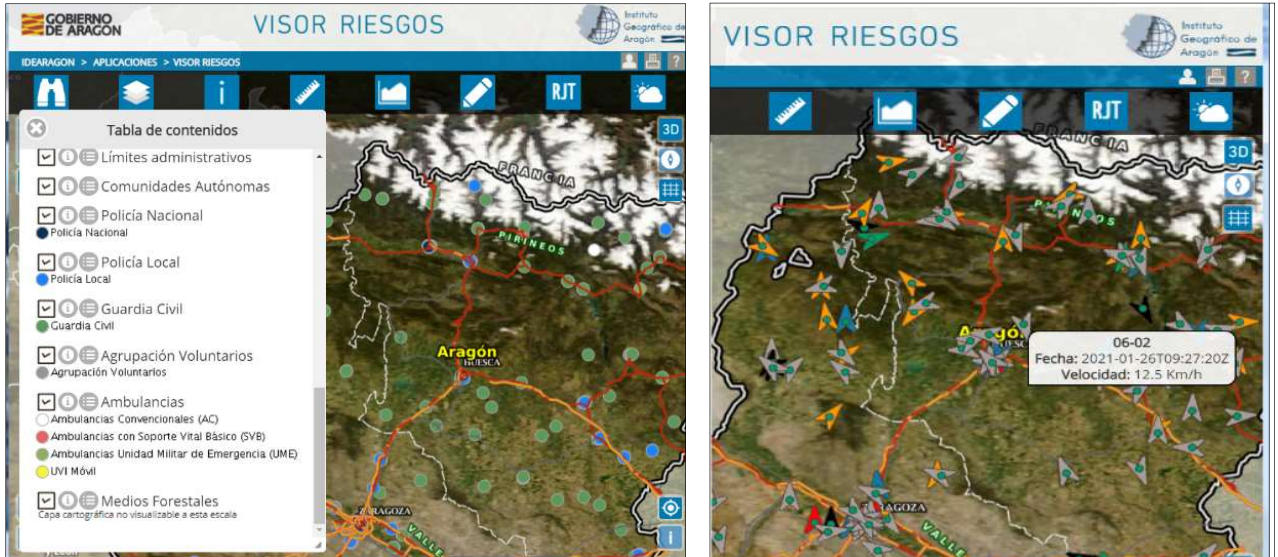 GOBIERNO
DE ARAGÓN
VISOR RIESGOS
Instituto
Geográfico de
Aragón
IDEARAGON > APLICACIONES > VISOR RIESGOS
?
i
RJT
Tabla de contenidos
Límites administrativos
Comunidades Autónomas
Policía Nacional
Policía Nacional
Policía Local
Policía Local
Guardia Civil
Guardia Civil
Agrupación Voluntarios
Agrupación Voluntarios
Ambulancias
Ambulancias Convencionales (AC)
Ambulancias con Soporte Vital Bàsico (SVB)
Ambulancias Unidad Militar de Emergencia (UME)
UVI Móvil
Medios Forestales
Capa cartográfica no visualizable a esta escala
3D
FRANCIA
PIRINEOS
Aragón
HUESCA
ZARAGOZA
VALLE
i
VISOR RIESGOS
Instituto
Geográfico de
Aragón
?
RJT
3D
FRANCIA
06-02
Fecha: 2021-01-26T09:27:20Z
Velocidad: 12.5 Km/h
VALLE